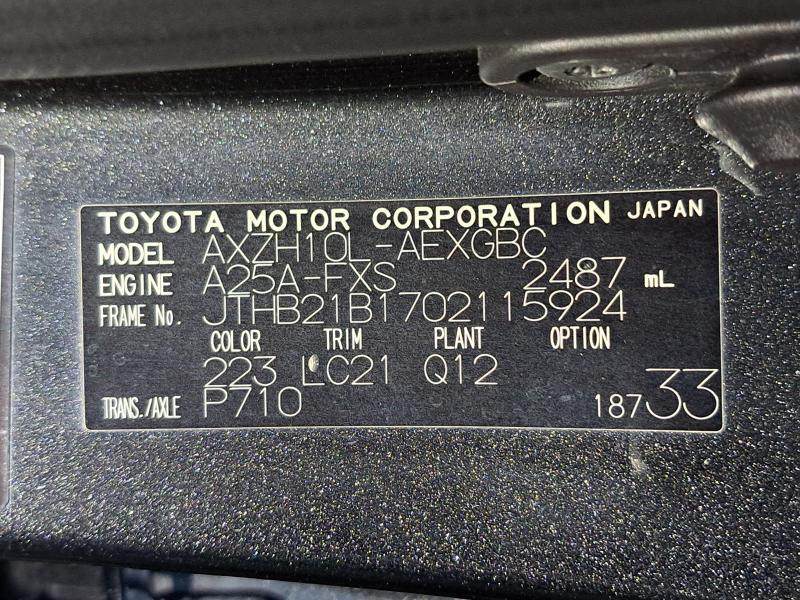 TOYOTA MOTOR CORPORATION JAPAN
MODEL AXZH10L-AEXGBC
ENGINE A25A-FXS 2487 mL
FRAME No. JTHB21B1702115924
COLOR TRIM PLANT OPTION
223 LC21 Q12
TRANS./AXLE P710 18733